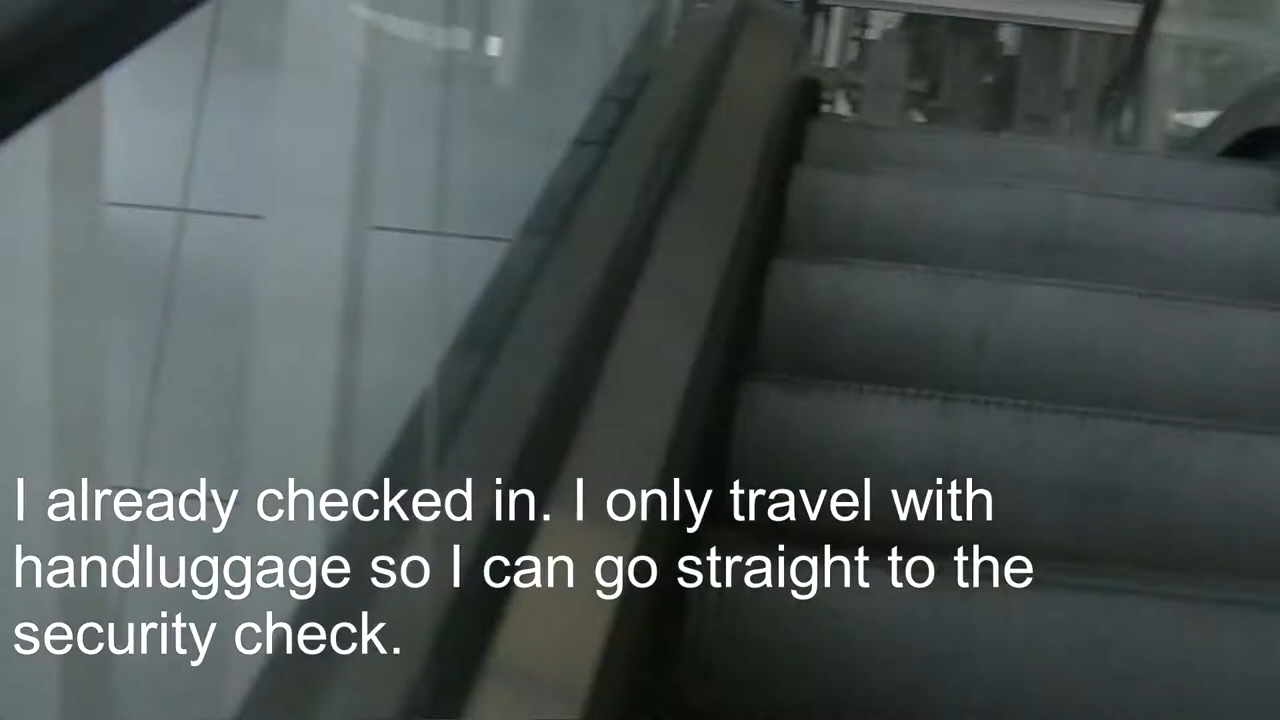 I already checked in. I only travel with
handluggage so I can go straight to the
security check.